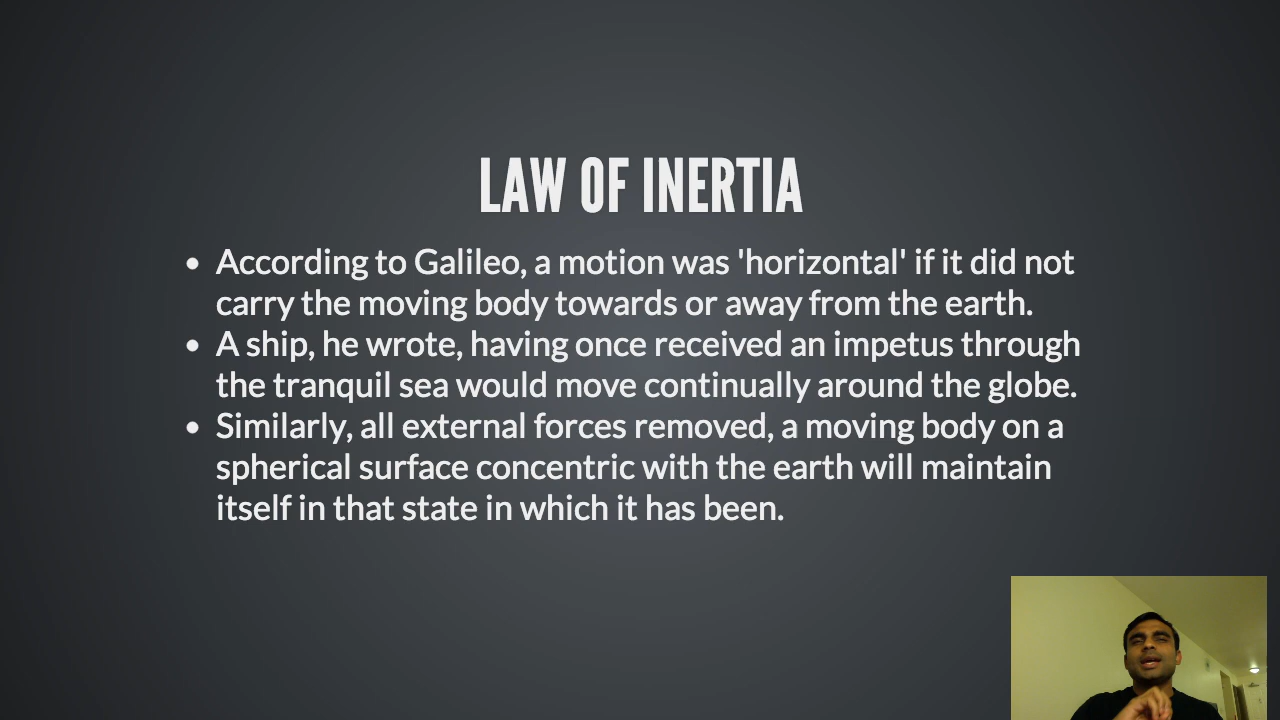 LAW OF INERTIA
• According to Galileo, a motion was 'horizontal' if it did not
carry the moving body towards or away from the earth.
• A ship, he wrote, having once received an impetus through
the tranquil sea would move continually around the globe.
• Similarly, all external forces removed, a moving body on a
spherical surface concentric with the earth will maintain
itself in that state in which it has been.